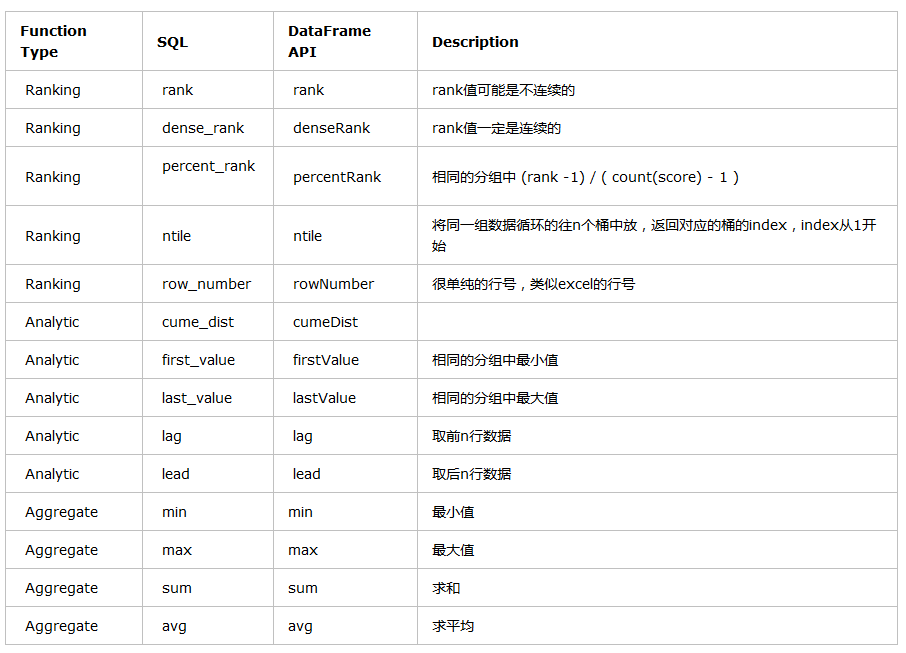 Function Type SQL DataFrame API Description
Ranking rank rank rank值可能是不连续的
Ranking dense_rank denseRank rank值一定是连续的
Ranking percent_rank percentRank 相同的分组中 (rank -1) / ( count(score) - 1 )
Ranking ntile ntile 将同一组数据循环的往n个桶中放，返回对应的桶的index，index从1开始
Ranking row_number rowNumber 很单纯的行号，类似excel的行号
Analytic cume_dist cumeDist
Analytic first_value firstValue 相同的分组中最小值
Analytic last_value lastValue 相同的分组中最大值
Analytic lag lag 取前n行数据
Analytic lead lead 取后n行数据
Aggregate min min 最小值
Aggregate max max 最大值
Aggregate sum sum 求和
Aggregate avg avg 求平均